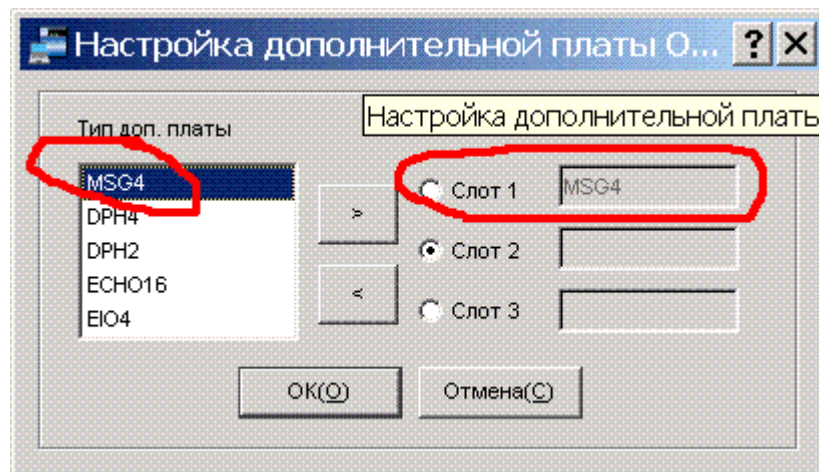 Настройка дополнительной платы О...
Настройка дополнительной плать
Тип доп. платы
MSG4
DPH4
DPH2
ECHO16
EIO4
>
<
Слот 1
MSG4
Слот 2
Слот 3
ОК(O)
Отмена(C)